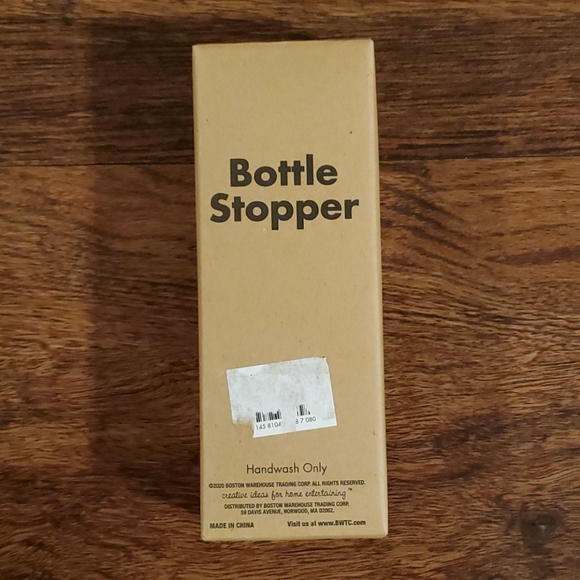 Bottle
Stopper
145 8104 8 7 080
Handwash Only
©2020 BOSTON WAREHOUSE TRADING CORP. ALL RIGHTS RESERVED.
creative ideas for home entertaining™
DISTRIBUTED BY BOSTON WAREHOUSE TRADING CORP.
59 DAVIS AVENUE, NORWOOD, MA 02062.
MADE IN CHINA Visit us at www.BWTC.com